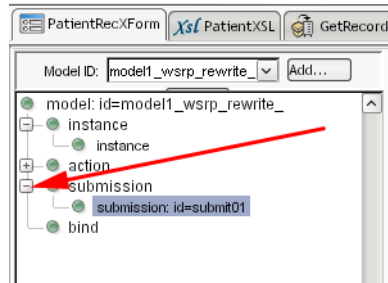 PatientRecXForm Xsl PatientXSL GetRecord
Model ID: model1_wsrp_rewrite_ Add...
model: id=model1_wsrp_rewrite_
instance
instance
action
submission
submission: id=submit01
bind